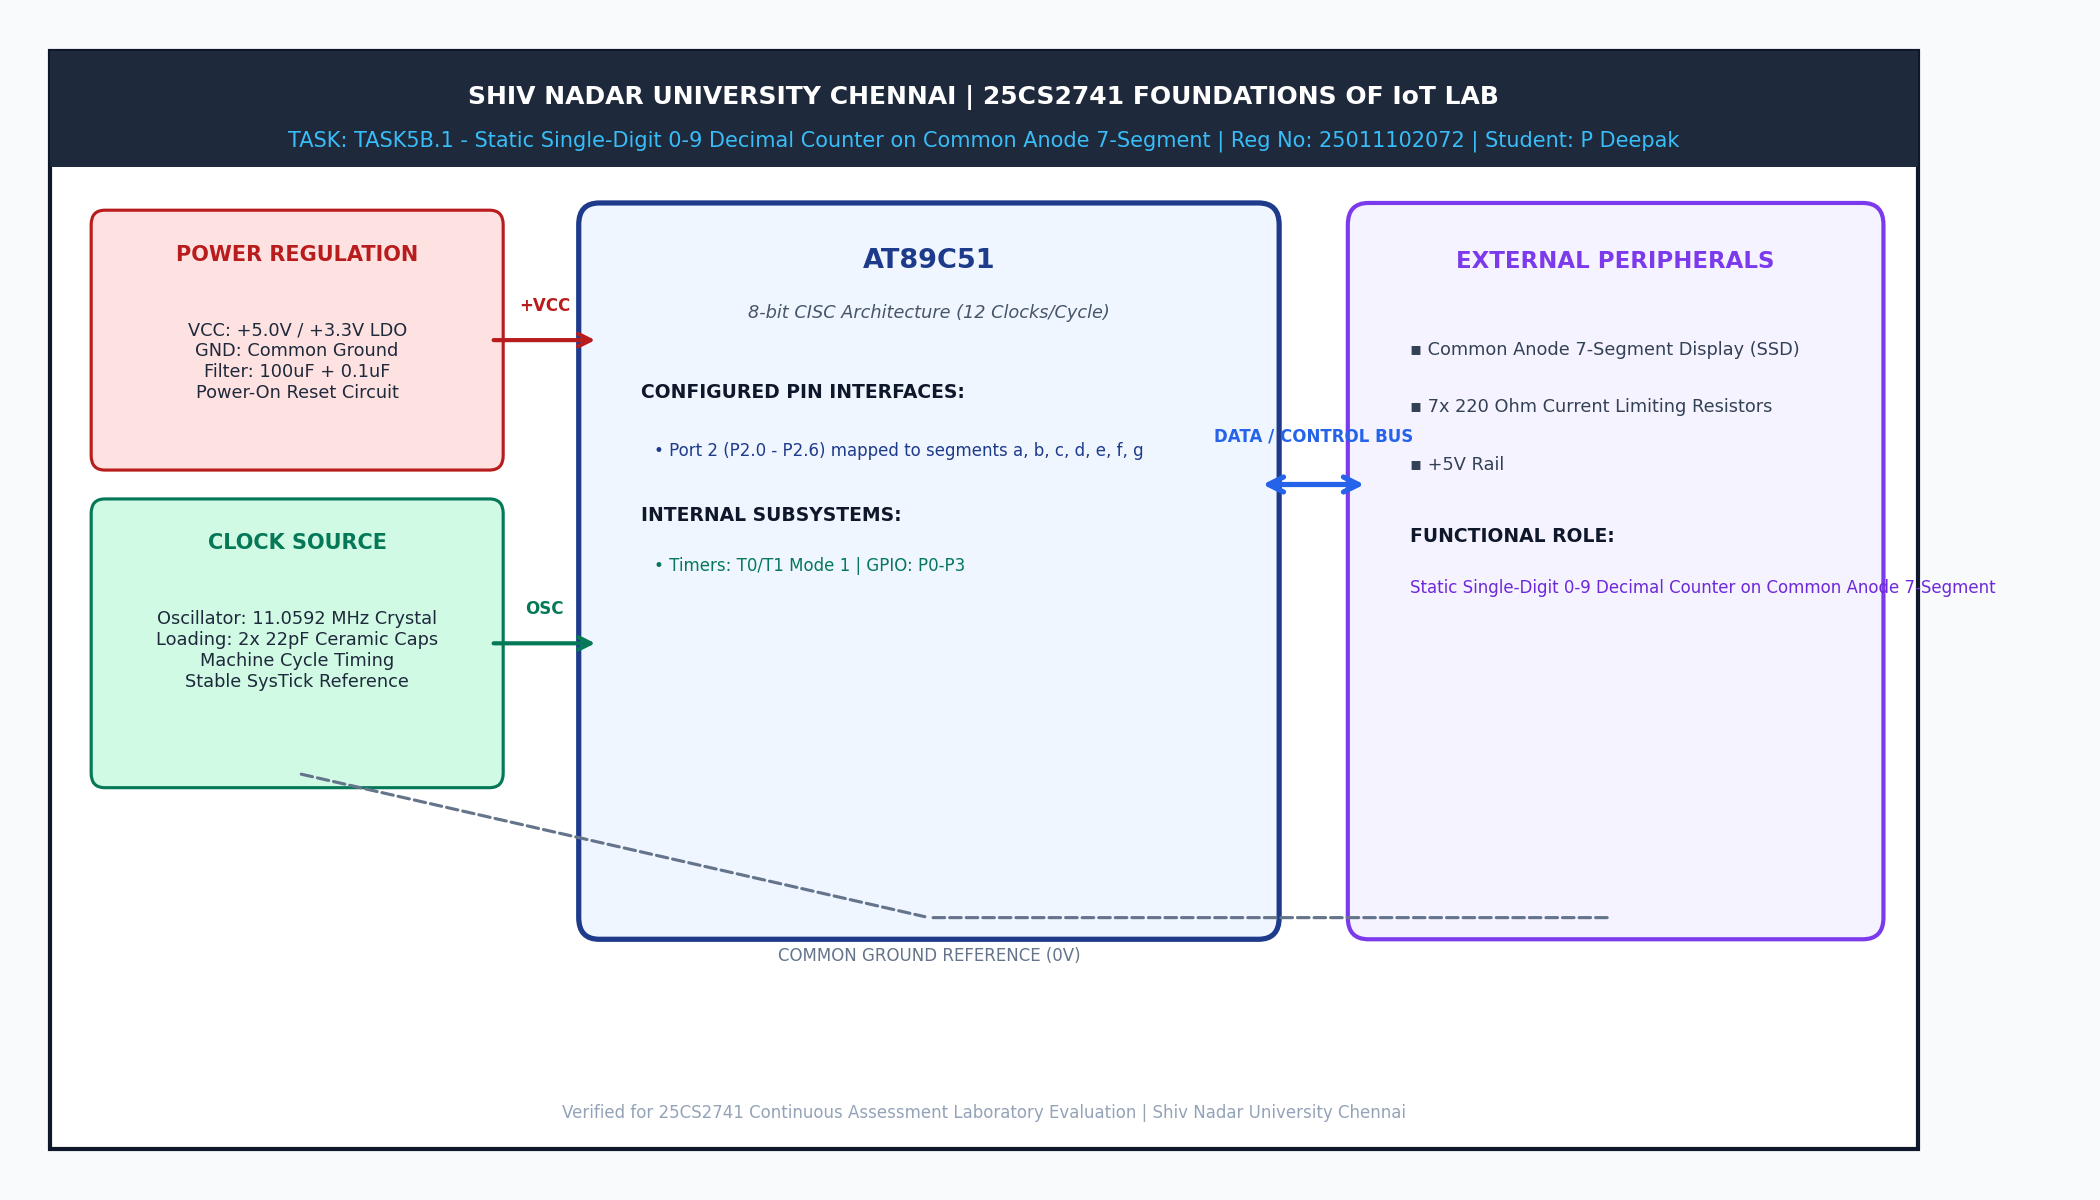 SHIV NADAR UNIVERSITY CHENNAI | 25CS2741 FOUNDATIONS OF IoT LAB
TASK: TASK5B.1 - Static Single-Digit 0-9 Decimal Counter on Common Anode 7-Segment | Reg No: 25011102072 | Student: P Deepak
POWER REGULATION
VCC: +5.0V / +3.3V LDO
GND: Common Ground
Filter: 100uF + 0.1uF
Power-On Reset Circuit
+VCC
CLOCK SOURCE
Oscillator: 11.0592 MHz Crystal
Loading: 2x 22pF Ceramic Caps
Machine Cycle Timing
Stable SysTick Reference
OSC
AT89C51
8-bit CISC Architecture (12 Clocks/Cycle)
CONFIGURED PIN INTERFACES:
• Port 2 (P2.0 - P2.6) mapped to segments a, b, c, d, e, f, g
INTERNAL SUBSYSTEMS:
• Timers: T0/T1 Mode 1 | GPIO: P0-P3
DATA / CONTROL BUS
EXTERNAL PERIPHERALS
▪ Common Anode 7-Segment Display (SSD)
▪ 7x 220 Ohm Current Limiting Resistors
▪ +5V Rail
FUNCTIONAL ROLE:
Static Single-Digit 0-9 Decimal Counter on Common Anode 7-Segment
COMMON GROUND REFERENCE (0V)
Verified for 25CS2741 Continuous Assessment Laboratory Evaluation | Shiv Nadar University Chennai